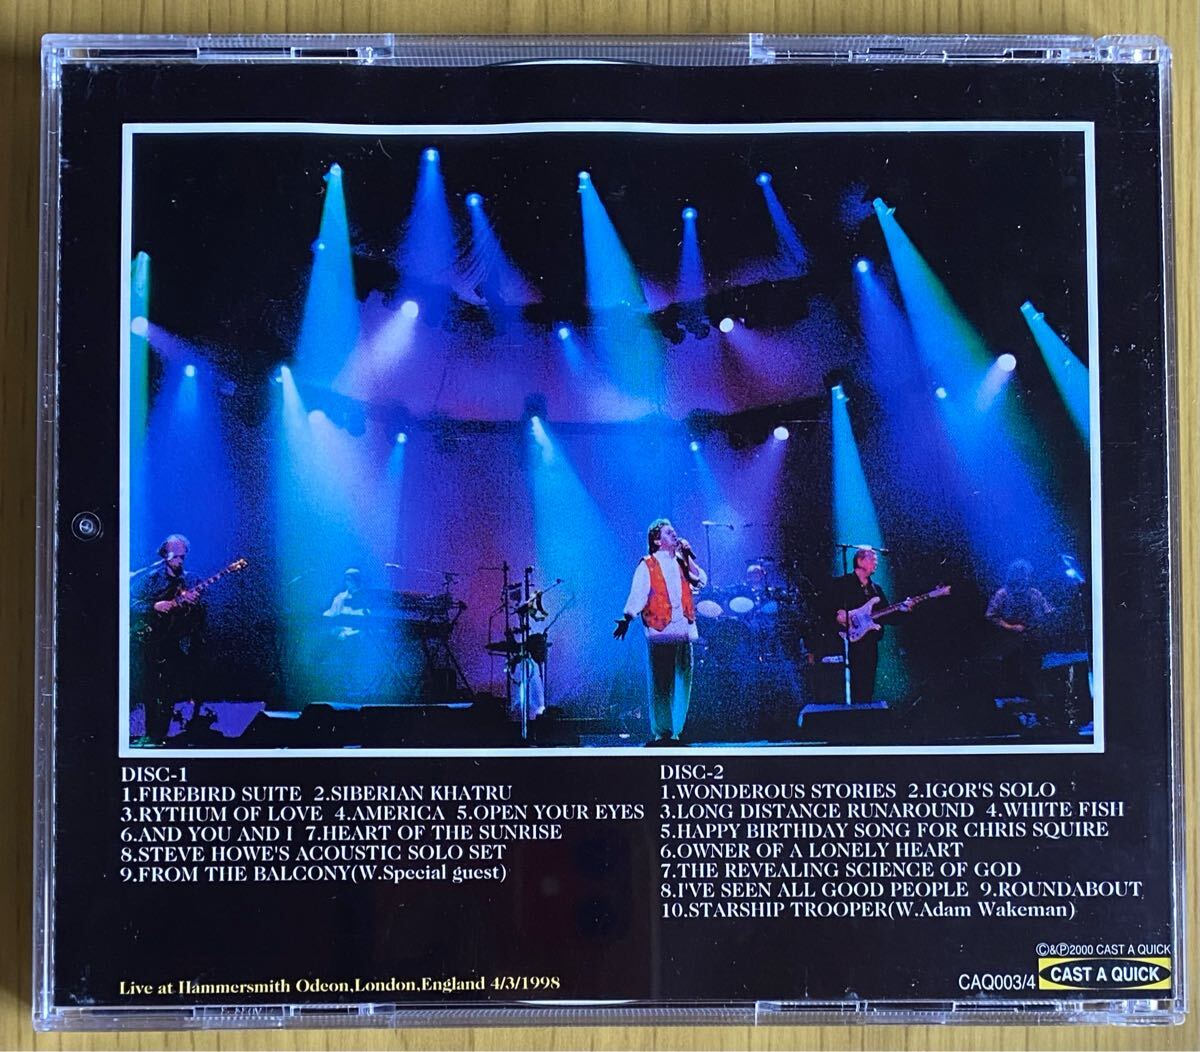 DISC-1
1.FIREBIRD SUITE 2.SIBERIAN KHATRU
3.RYTHUM OF LOVE 4.AMERICA 5.OPEN YOUR EYES
6.AND YOU AND I 7.HEART OF THE SUNRISE
8.STEVE HOWE'S ACOUSTIC SOLO SET
9.FROM THE BALCONY(W.Special guest)
DISC-2
1.WONDEROUS STORIES 2.IGOR'S SOLO
3.LONG DISTANCE RUNAROUND 4.WHITE FISH
5.HAPPY BIRTHDAY SONG FOR CHRIS SQUIRE
6.OWNER OF A LONELY HEART
7.THE REVEALING SCIENCE OF GOD
8.I'VE SEEN ALL GOOD PEOPLE 9.ROUNDABOUT
10.STARSHIP TROOPER(W.Adam Wakeman)
Live at Hammersmith Odeon,London,England 4/3/1998
©&℗2000 CAST A QUICK
CAQ003/4 CAST A QUICK